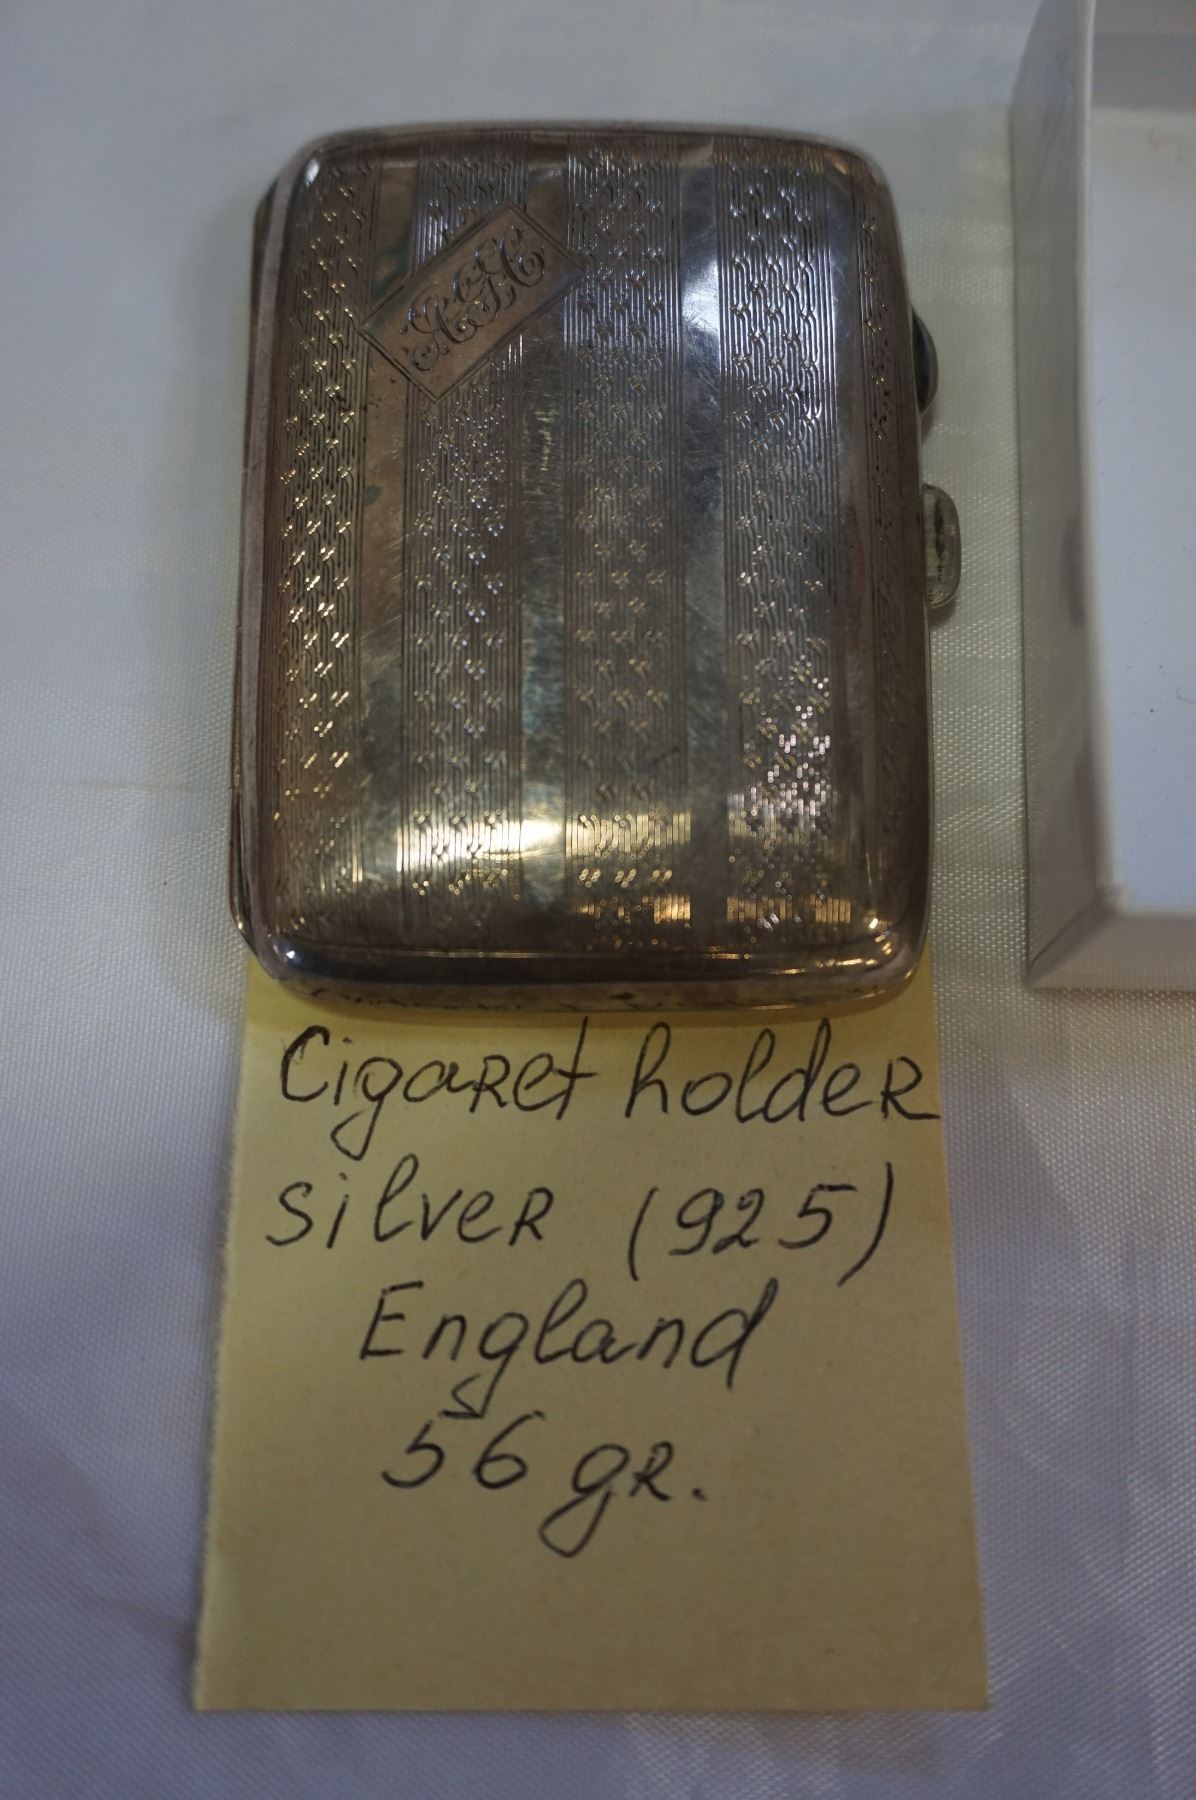 Cigaret holder
silver (925)
England
56 gr.